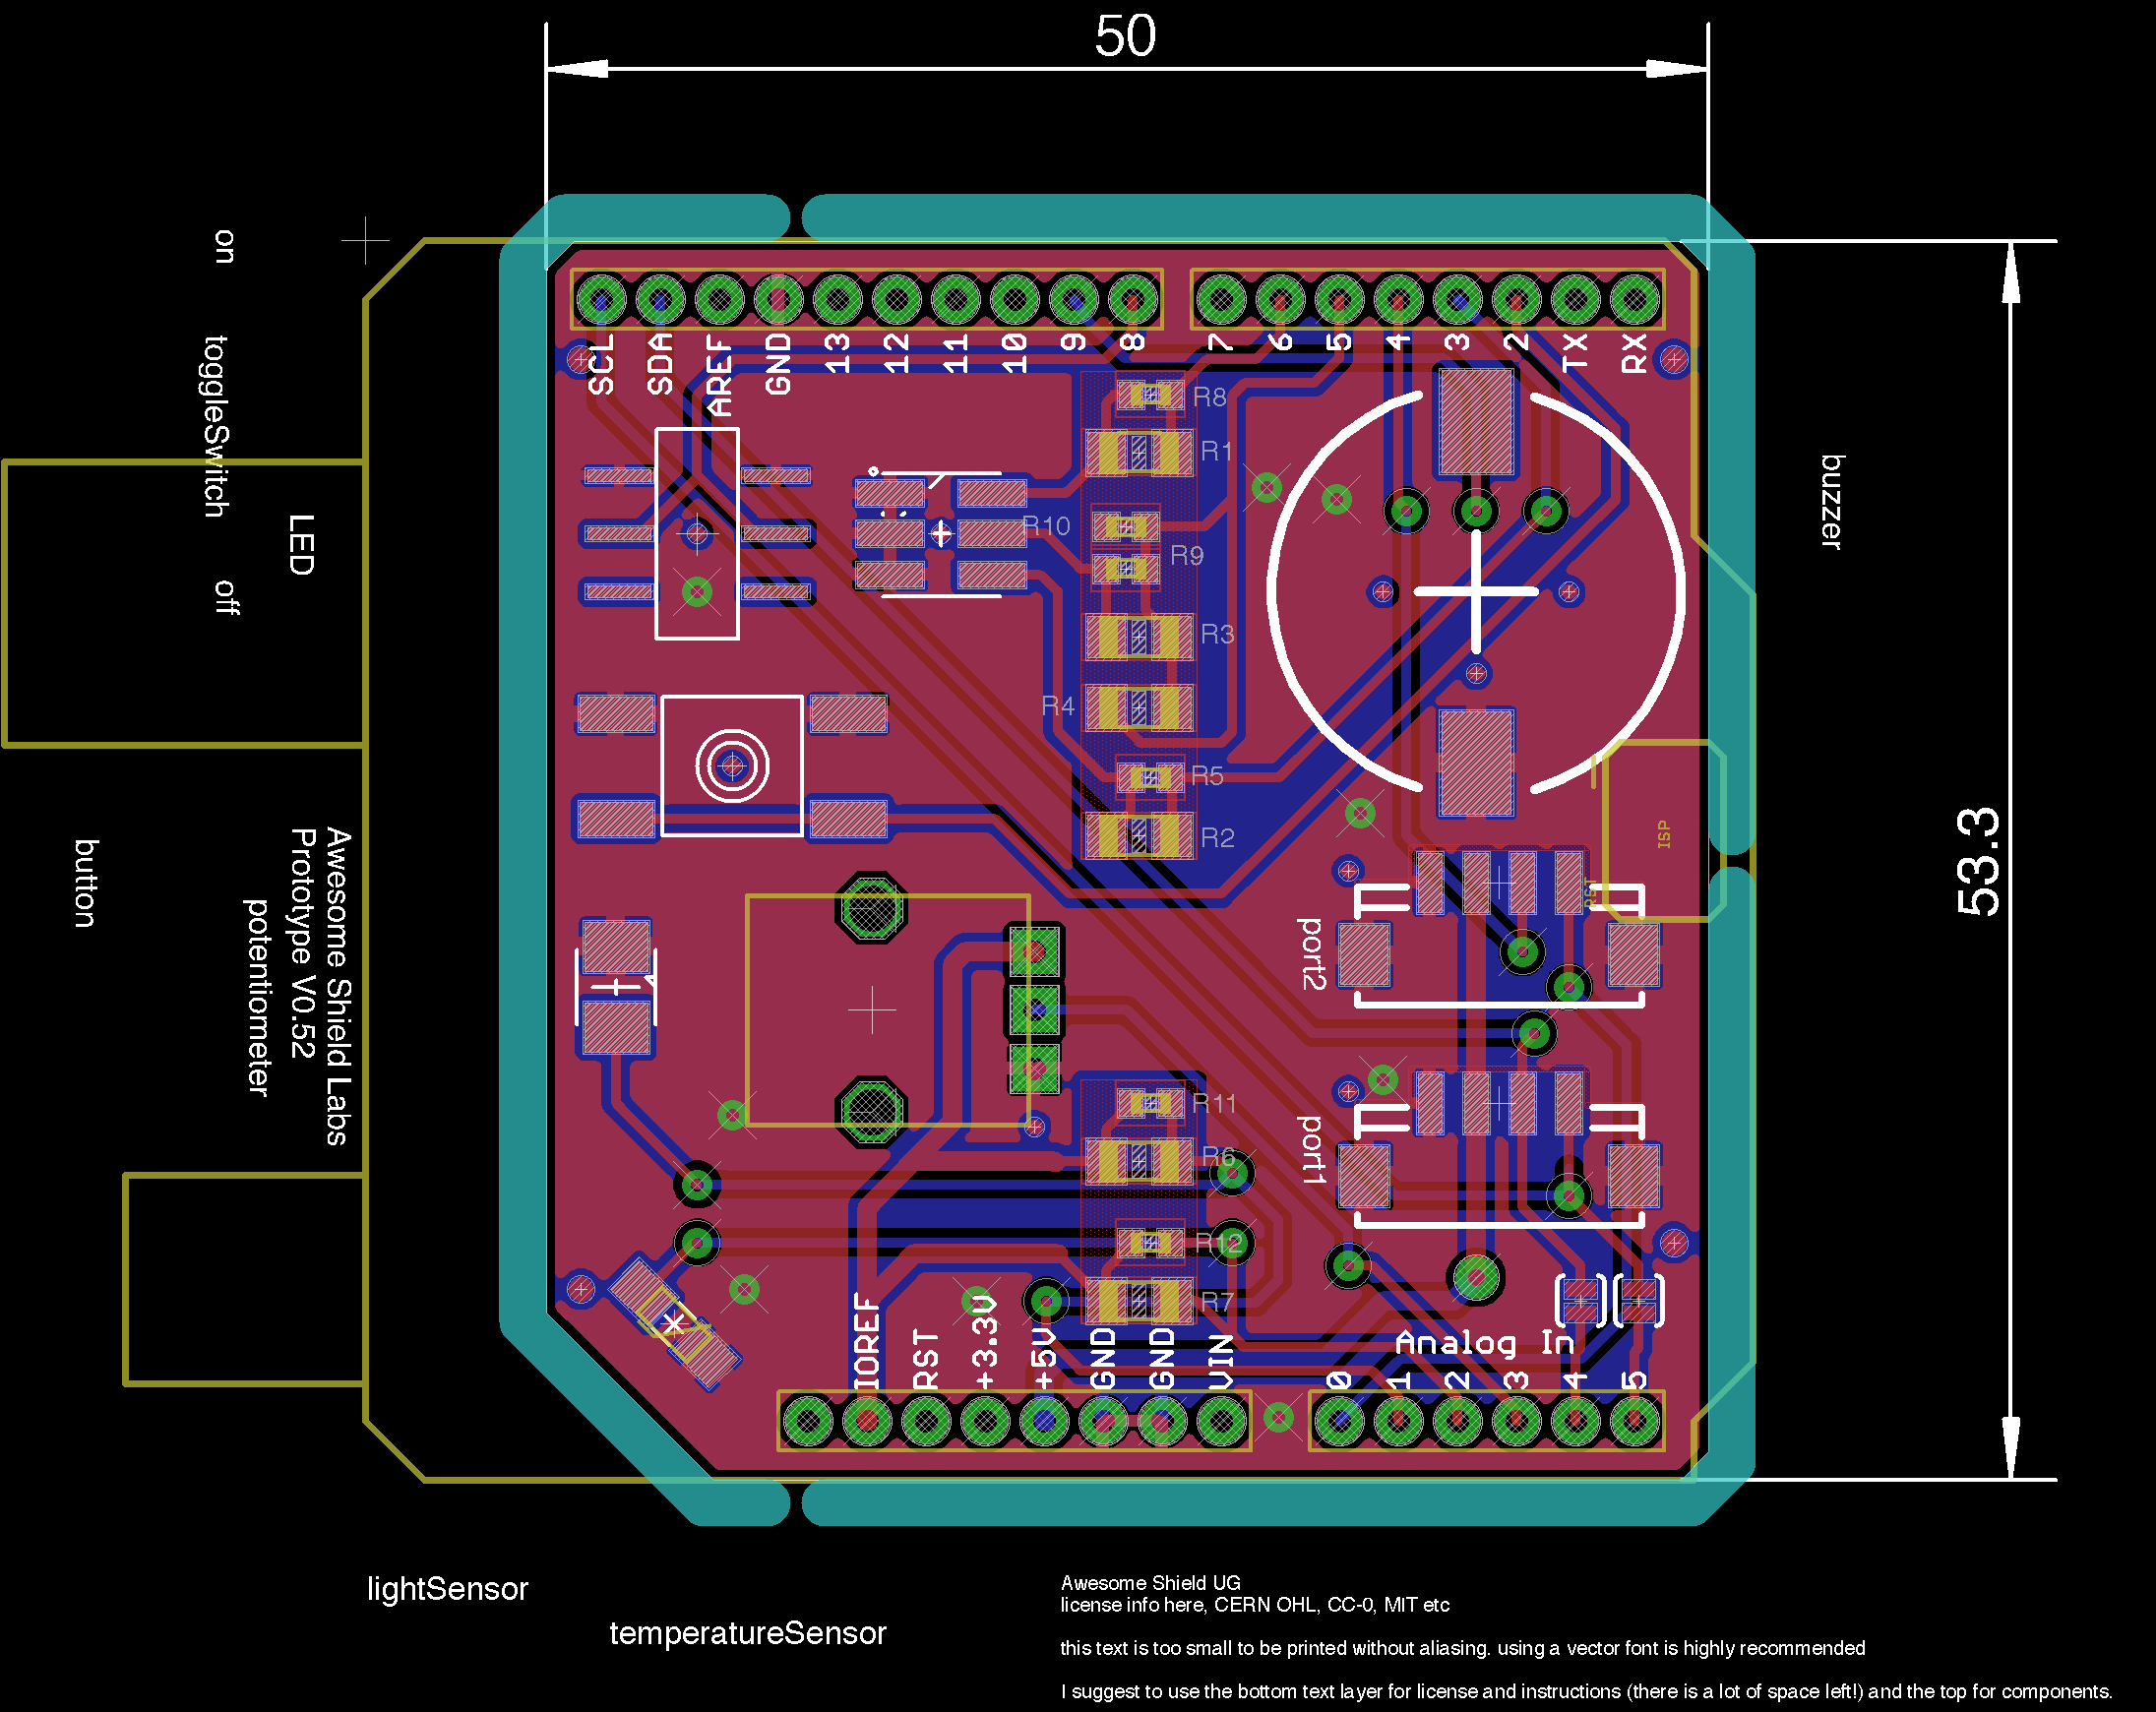 50
53.3
SCL
SDA
AREF
GND
13
12
11
10
9
8
7
6
5
4
3
2
TX
RX
on
toggleSwitch
off
LED
buzzer
R8
R1
R10
R9
R3
R4
R5
R2
ISP
RST
button
Awesome Shield Labs
Prototype V0.52
potentiometer
port2
port1
R11
R6
R12
R7
IOREF
RST
+3.3V
+5V
GND
GND
VIN
Analog In
0
1
2
3
4
5
lightSensor
temperatureSensor
Awesome Shield UG
license info here, CERN OHL, CC-0, MIT etc
this text is too small to be printed without aliasing. using a vector font is highly recommended
I suggest to use the bottom text layer for license and instructions (there is a lot of space left!) and the top for components.